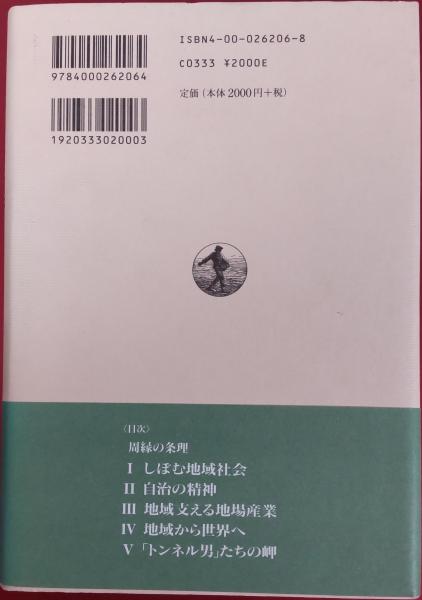 ISBN4-00-026206-8
9784000262064
C0333 ¥2000E
定価(本体2000円+税)
1920333020003
〈目次〉
周縁の条理
I しぼむ地域社会
II 自治の精神
III 地域支える地場産業
IV 地域から世界へ
V 「トンネル男」たちの岬